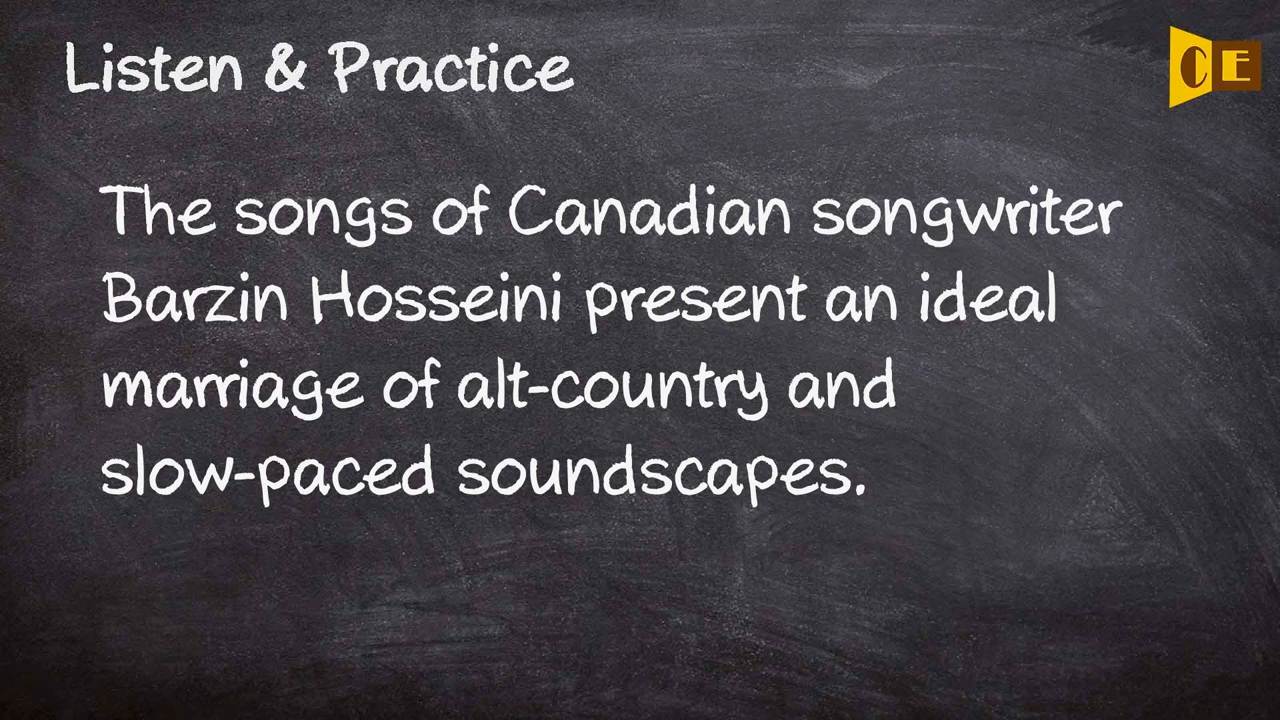 Listen & Practice
CE
The songs of Canadian songwriter
Barzin Hosseini present an ideal
marriage of alt-country and
slow-paced soundscapes.